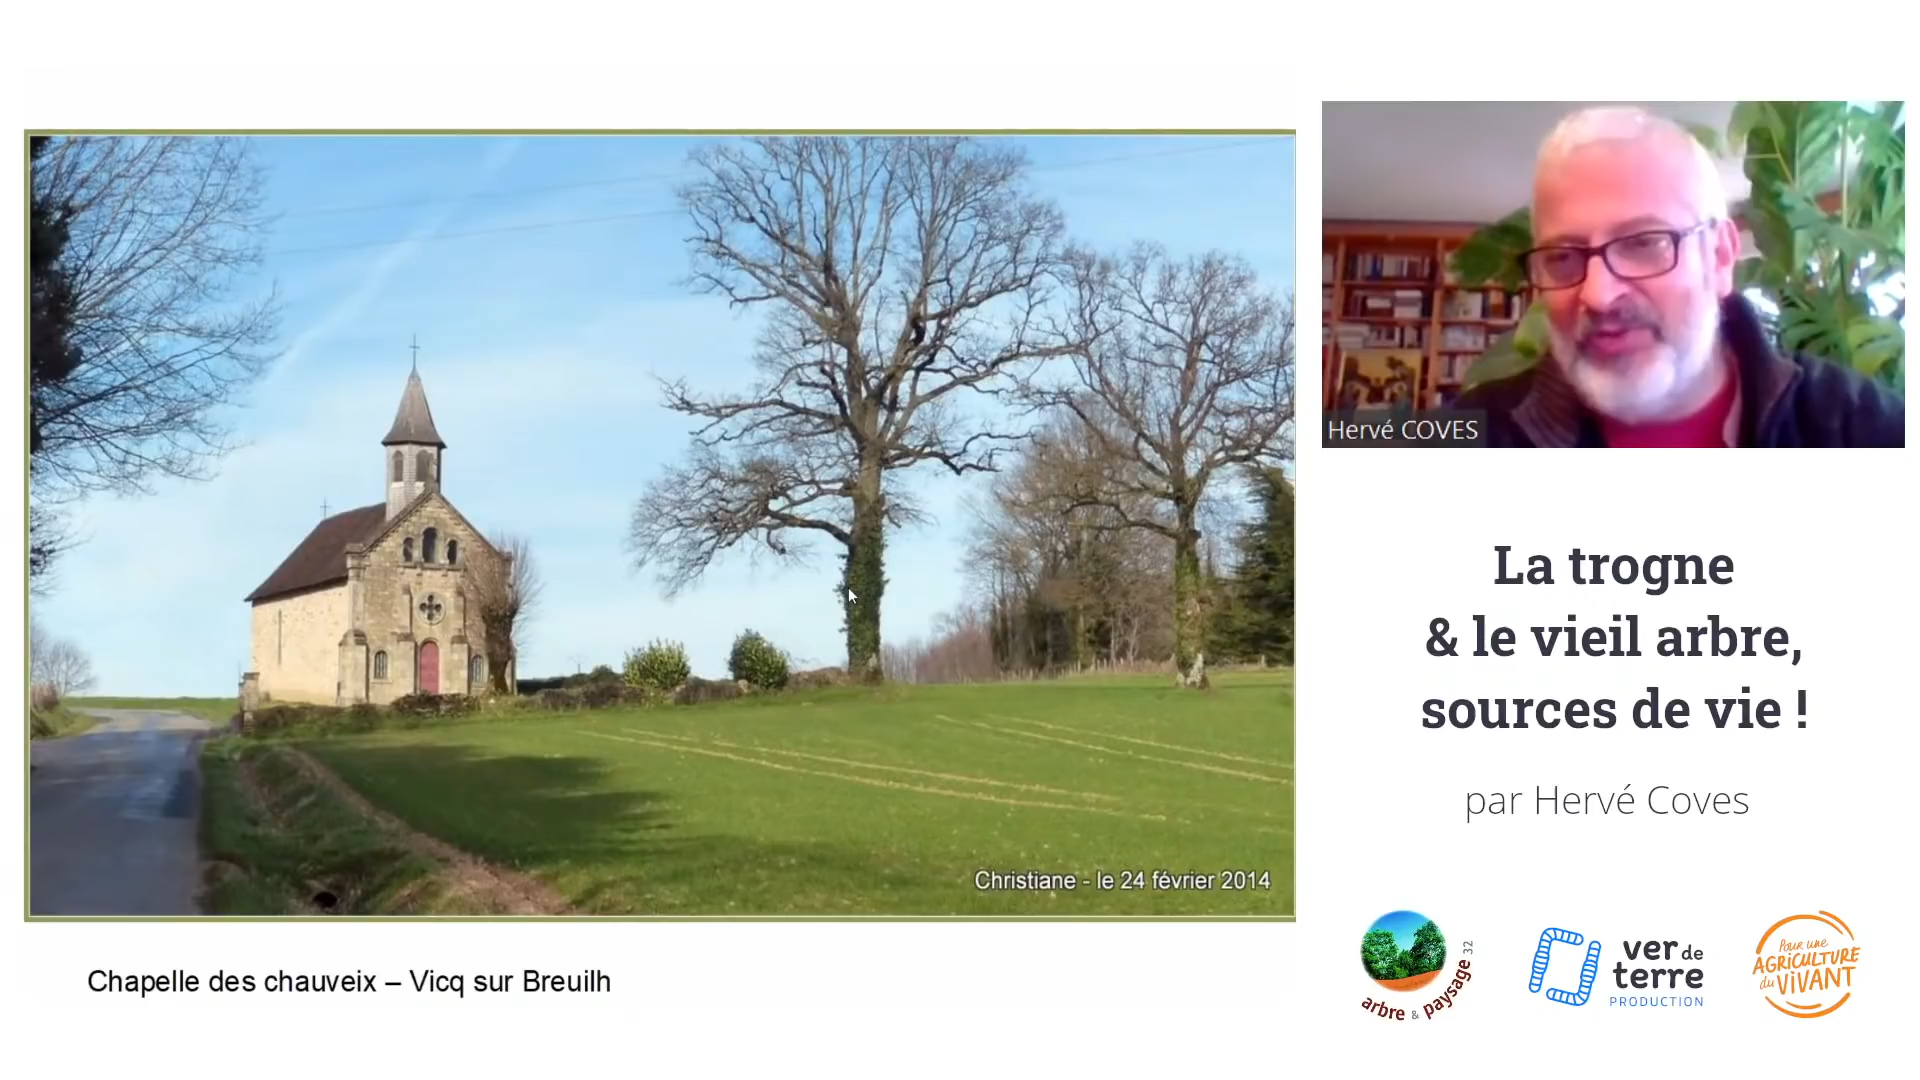 Christiane - le 24 février 2014
Chapelle des chauveix – Vicq sur Breuilh
Hervé COVES
La trogne
& le vieil arbre,
sources de vie !
par Hervé Coves
arbre & paysage 32
ver de
terre
PRODUCTION
Pour une
AGRICULTURE
du VIVANT